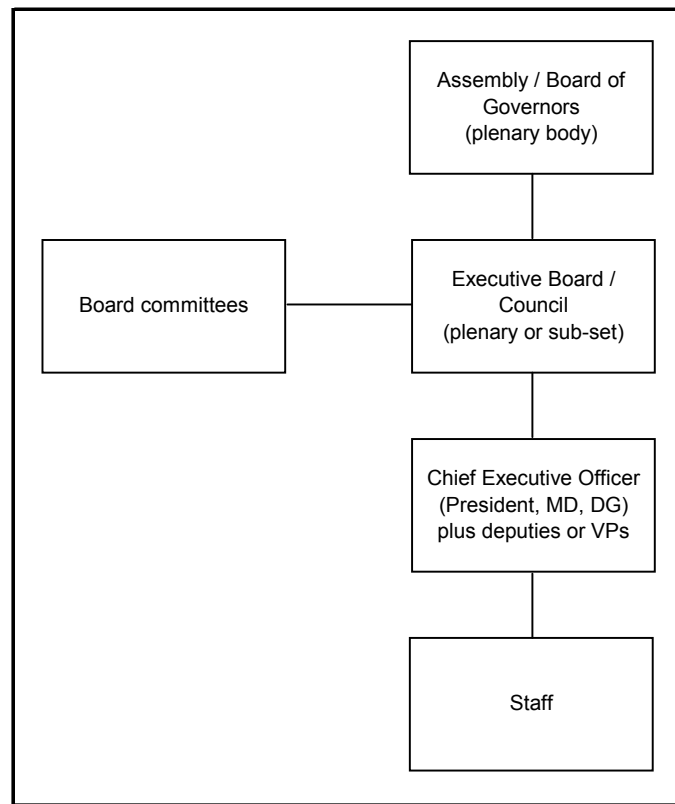 Assembly / Board of
Governors
(plenary body)
Board committees
Executive Board /
Council
(plenary or sub-set)
Chief Executive Officer
(President, MD, DG)
plus deputies or VPs
Staff